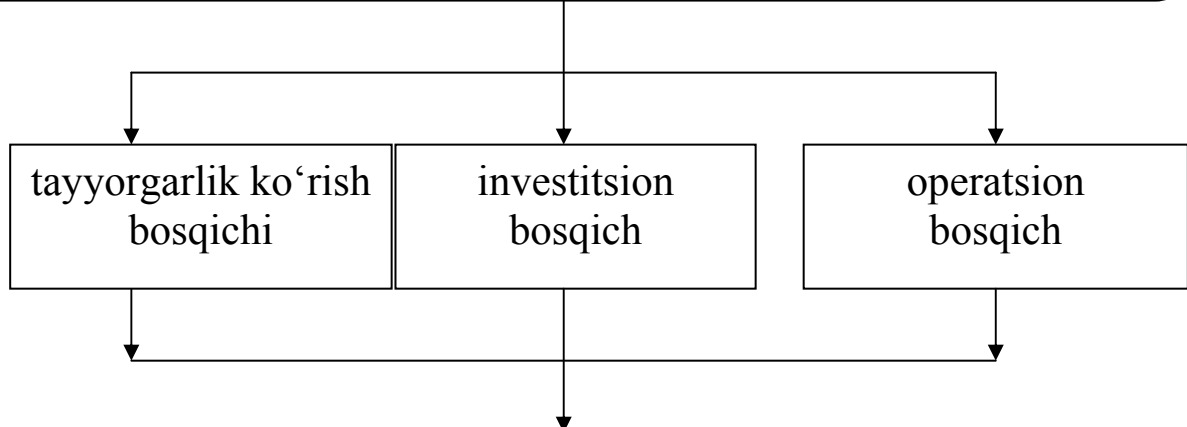 tayyorgarlik ko‘rish
bosqichi
investitsion
bosqich
operatsion
bosqich